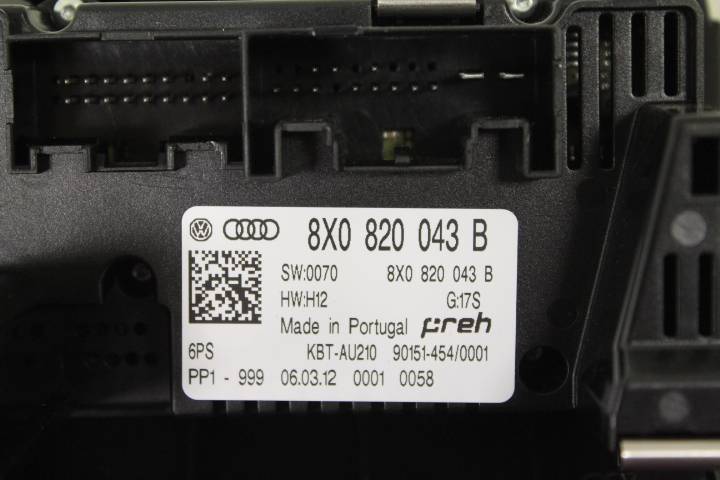 8X0 820 043 B
SW:0070 8X0 820 043 B
HW:H12 G:17S
Made in Portugal preh
6PS KBT-AU210 90151-454/0001
PP1 - 999 06.03.12 0001 0058